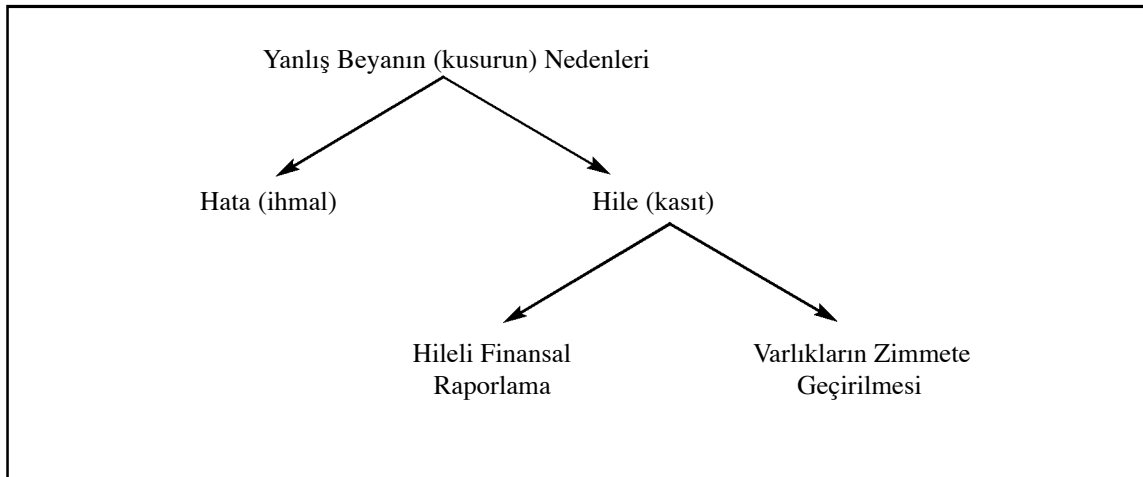 Yanlış Beyanın (kusurun) Nedenleri
Hata (ihmal)
Hile (kasıt)
Hileli Finansal
Raporlama
Varlıkların Zimmete
Geçirilmesi